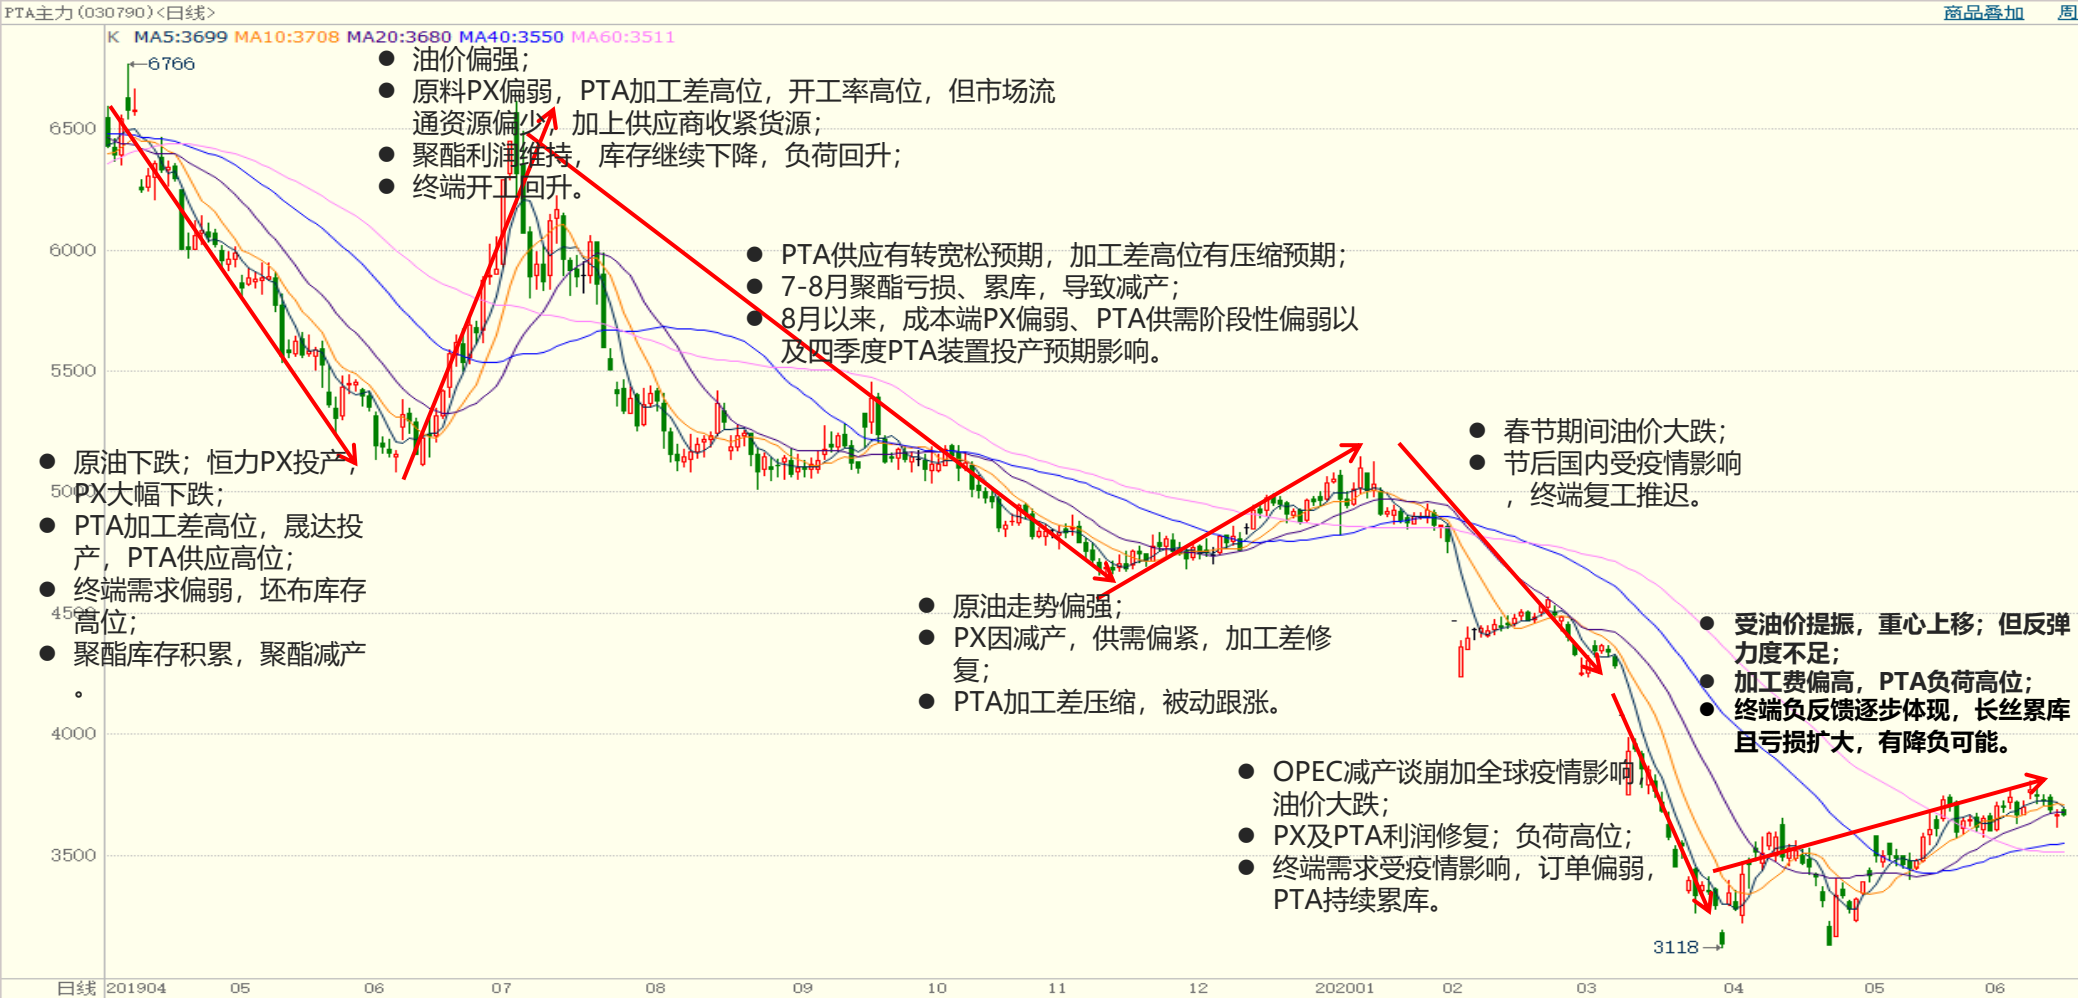 PTA主力(030790)<日线>
商品叠加 周
K MA5:3699 MA10:3708 MA20:3680 MA40:3550 MA60:3511
6766
● 油价偏强；
● 原料PX偏弱，PTA加工差高位，开工率高位，但市场流
通资源偏少，加上供应商收紧货源；
● 聚酯利润维持，库存继续下降，负荷回升；
● 终端开工回升。
● PTA供应有转宽松预期，加工差高位有压缩预期；
● 7-8月聚酯亏损、累库，导致减产；
● 8月以来，成本端PX偏弱、PTA供需阶段性偏弱以
及四季度PTA装置投产预期影响。
● 春节期间油价大跌；
● 节后国内受疫情影响
，终端复工推迟。
● 原油下跌；恒力PX投产，
PX大幅下跌；
● PTA加工差高位，晟达投
产，PTA供应高位；
● 终端需求偏弱，坯布库存
高位；
● 聚酯库存积累，聚酯减产
。
● 原油走势偏强；
● PX因减产，供需偏紧，加工差修
复；
● PTA加工差压缩，被动跟涨。
● 受油价提振，重心上移；但反弹
力度不足；
● 加工费偏高，PTA负荷高位；
● 终端负反馈逐步体现，长丝累库
且亏损扩大，有降负可能。
● OPEC减产谈崩加全球疫情影响，
油价大跌；
● PX及PTA利润修复；负荷高位；
● 终端需求受疫情影响，订单偏弱，
PTA持续累库。
3118
6500
6000
5500
5000
4500
4000
3500
日线 201904 05 06 07 08 09 10 11 12 202001 02 03 04 05 06